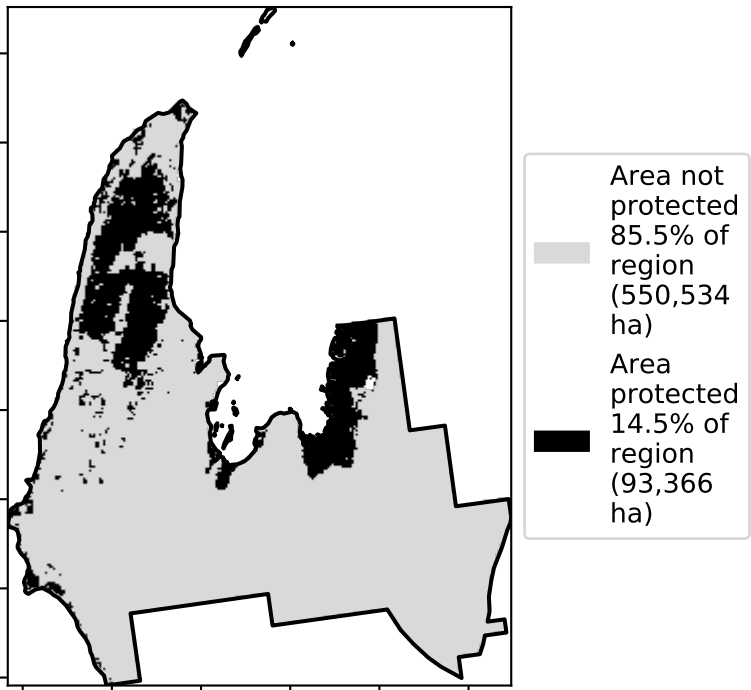 Area not
protected
85.5% of
region
(550,534
ha)
Area
protected
14.5% of
region
(93,366
ha)